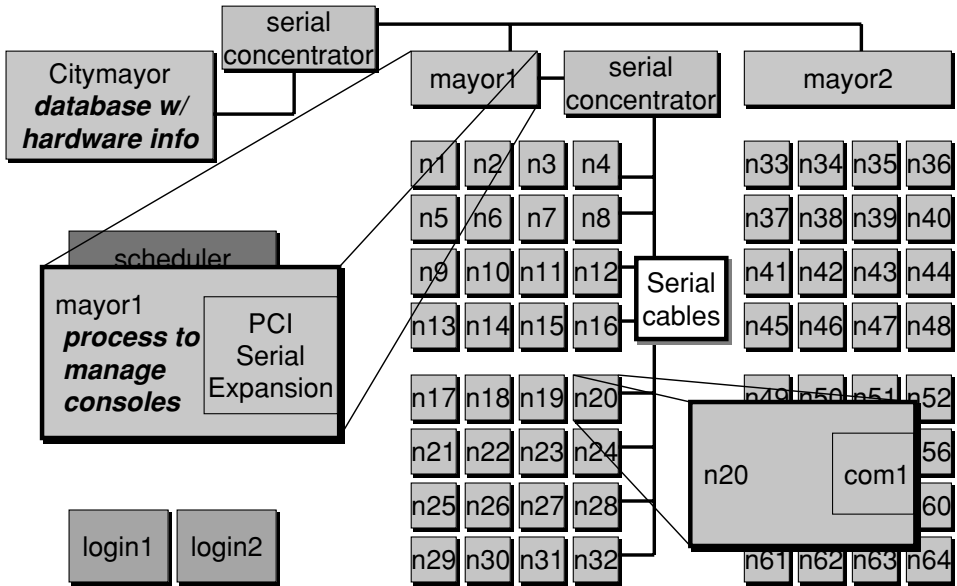 serial
concentrator
Citymayor
database w/
hardware info
mayor1
serial
concentrator
mayor2
n1 n2 n3 n4
n33 n34 n35 n36
n5 n6 n7 n8
n37 n38 n39 n40
scheduler
n9 n10 n11 n12
n41 n42 n43 n44
Serial
cables
mayor1
process to
manage
consoles
PCI
Serial
Expansion
n13 n14 n15 n16
n45 n46 n47 n48
n17 n18 n19 n20
n49 n50 n51 n52
n21 n22 n23 n24
56
n20
com1
n25 n26 n27 n28
60
login1
login2
n29 n30 n31 n32
n61 n62 n63 n64